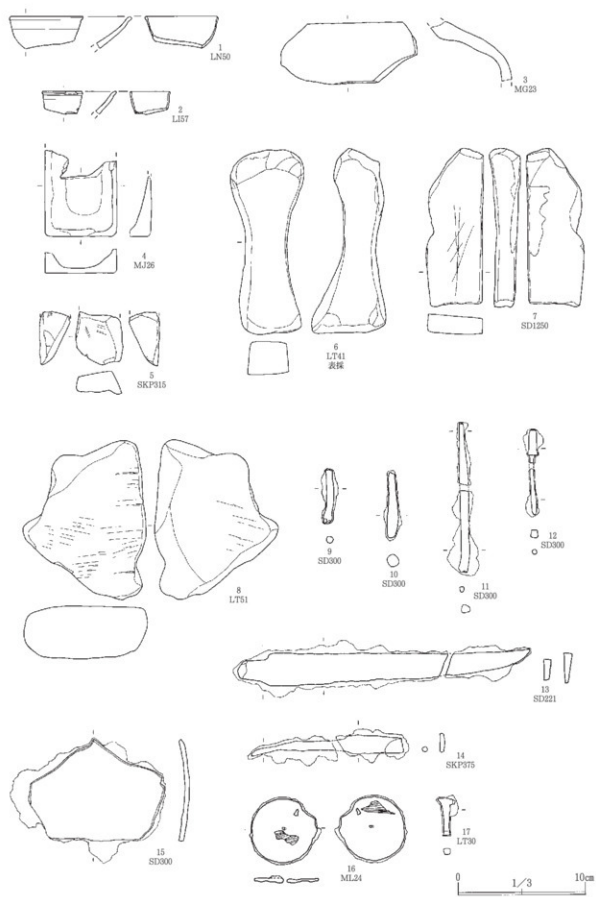 1
LN50
2
LI57
3
MG23
4
MJ26
5
SKP315
6
LT41
表採
7
SD1250
8
LT51
9
SD300
10
SD300
11
SD300
12
SD300
13
SD221
14
SKP375
15
SD300
16
ML24
17
LT30
0 1／3 10㎝